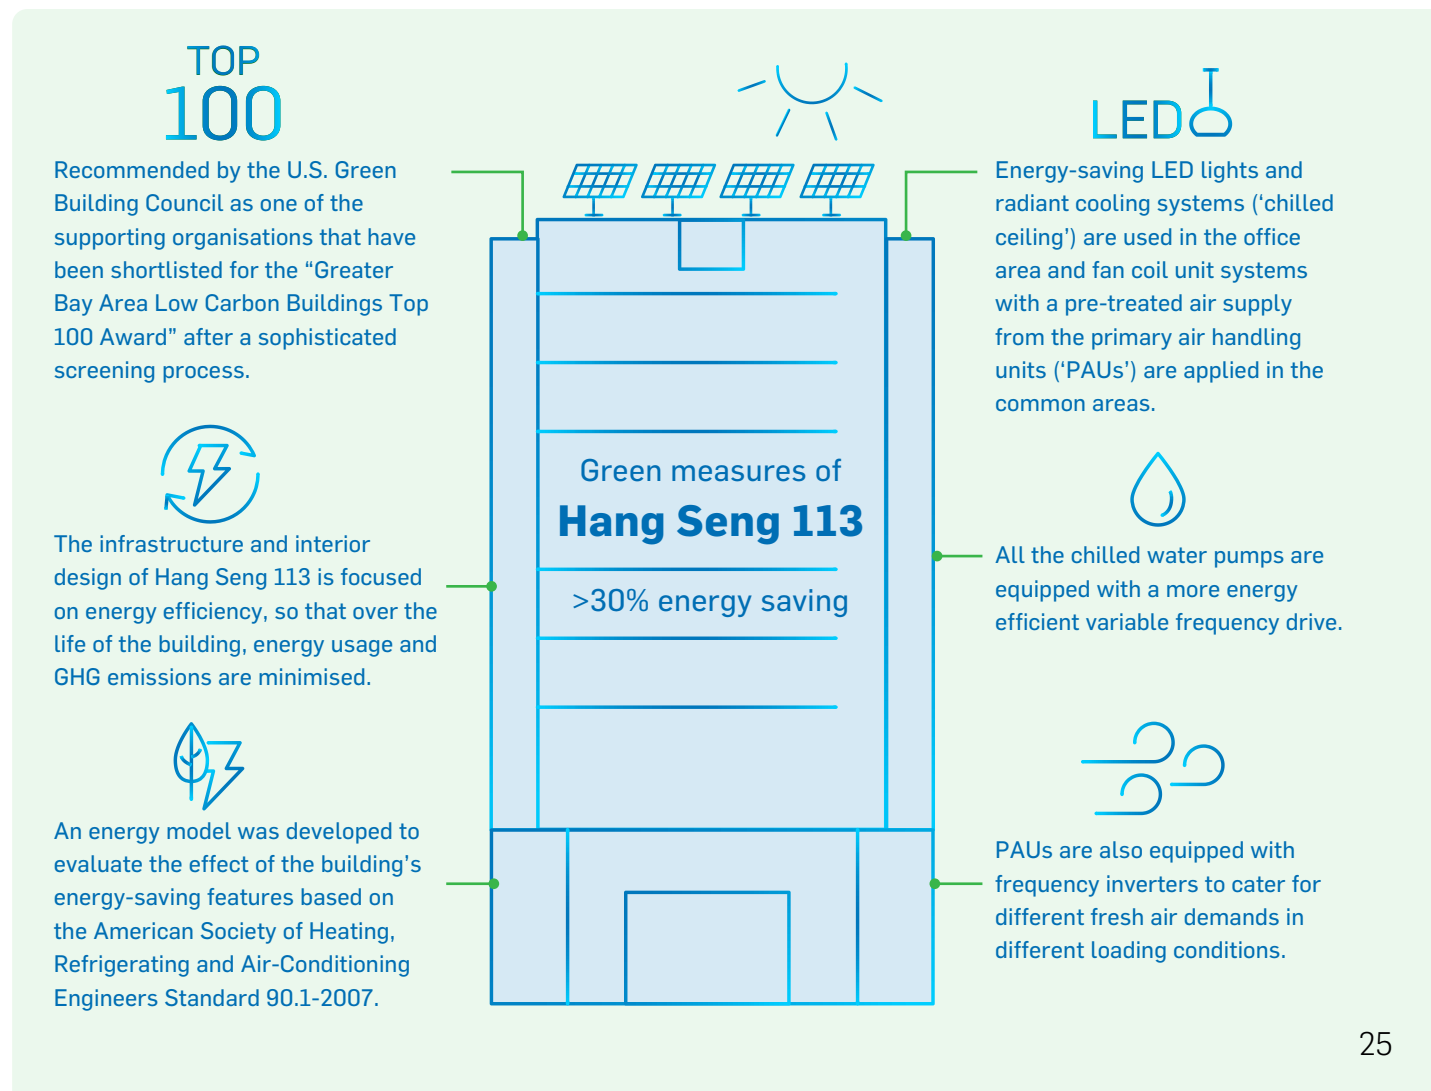 TOP
100
Recommended by the U.S. Green
Building Council as one of the
supporting organisations that have
been shortlisted for the “Greater
Bay Area Low Carbon Buildings Top
100 Award” after a sophisticated
screening process.
The infrastructure and interior
design of Hang Seng 113 is focused
on energy efficiency, so that over the
life of the building, energy usage and
GHG emissions are minimised.
An energy model was developed to
evaluate the effect of the building’s
energy-saving features based on
the American Society of Heating,
Refrigerating and Air-Conditioning
Engineers Standard 90.1-2007.
Green measures of
Hang Seng 113
>30% energy saving
LED
Energy-saving LED lights and
radiant cooling systems (‘chilled
ceiling’) are used in the office
area and fan coil unit systems
with a pre-treated air supply
from the primary air handling
units (‘PAUs’) are applied in the
common areas.
All the chilled water pumps are
equipped with a more energy
efficient variable frequency drive.
PAUs are also equipped with
frequency inverters to cater for
different fresh air demands in
different loading conditions.
25